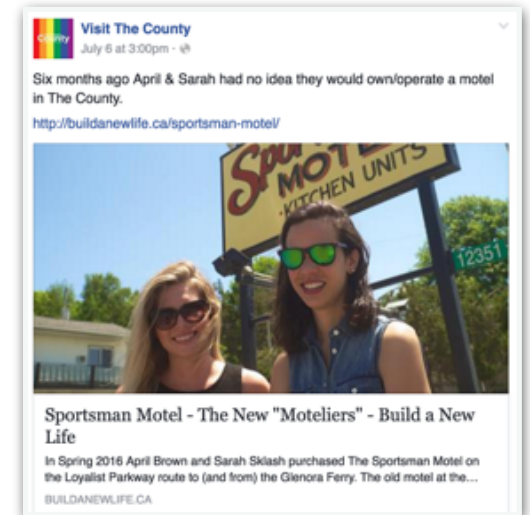 County
Visit The County
July 6 at 3:00pm ·
Six months ago April & Sarah had no idea they would own/operate a motel
in The County.
http://buildanewlife.ca/sportsman-motel/
MOTEL
KITCHEN UNITS
12351
Sportsman Motel - The New "Moteliers" - Build a New
Life
In Spring 2016 April Brown and Sarah Sklash purchased The Sportsman Motel on
the Loyalist Parkway route to (and from) the Glenora Ferry. The old motel at the...
BUILDANEWLIFE.CA